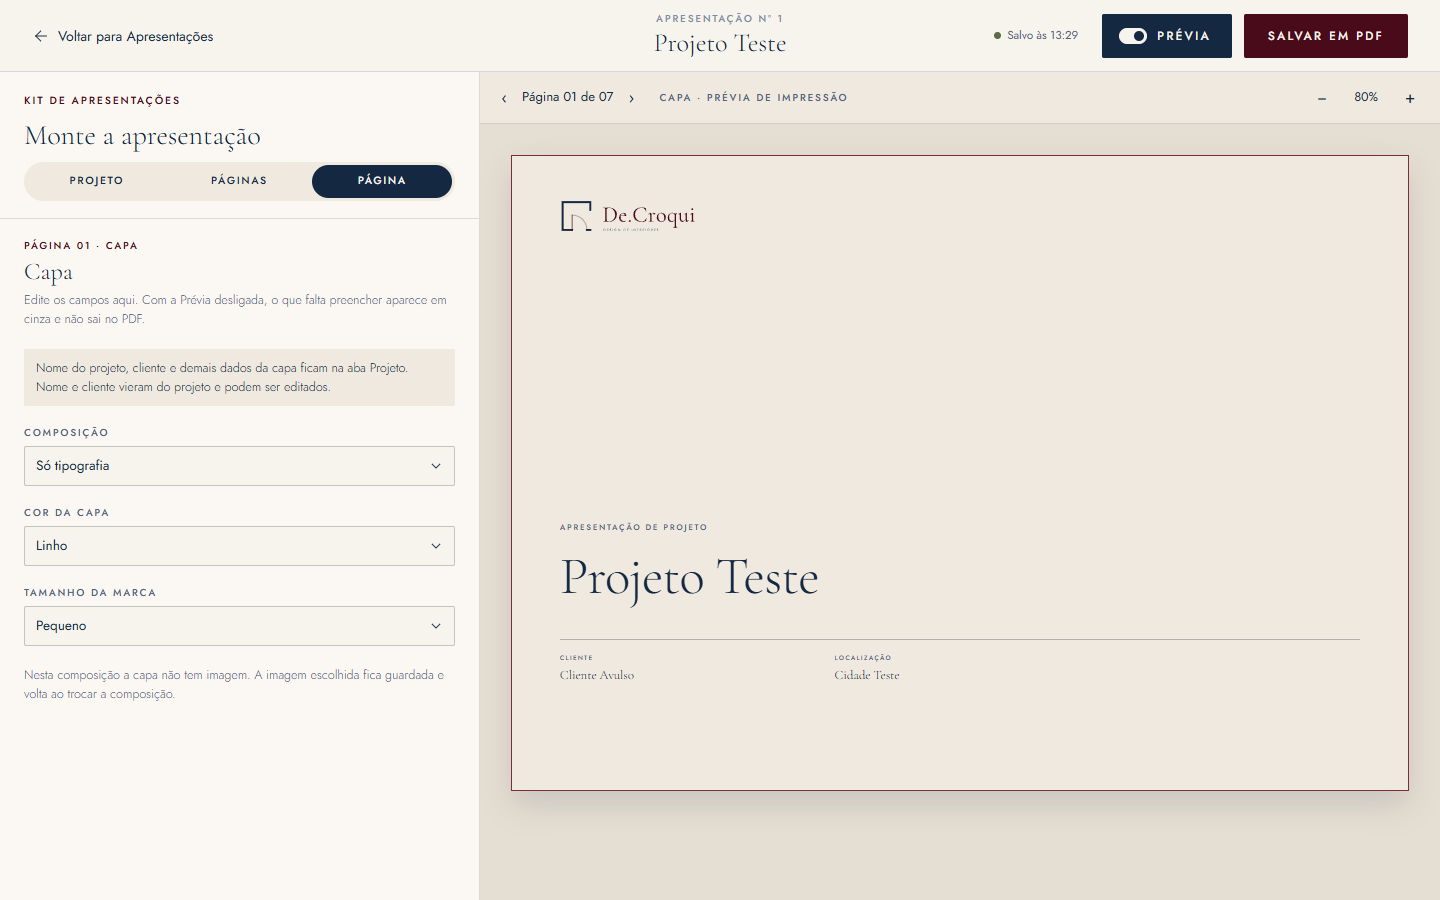 Voltar para Apresentações
APRESENTAÇÃO Nº 1
Projeto Teste
Salvo às 13:29
PRÉVIA
SALVAR EM PDF
KIT DE APRESENTAÇÕES
Monte a apresentação
PROJETO
PÁGINAS
PÁGINA
PÁGINA 01 · CAPA
Capa
Edite os campos aqui. Com a Prévia desligada, o que falta preencher aparece em
cinza e não sai no PDF.
Nome do projeto, cliente e demais dados da capa ficam na aba Projeto.
Nome e cliente vieram do projeto e podem ser editados.
COMPOSIÇÃO
Só tipografia
COR DA CAPA
Linho
TAMANHO DA MARCA
Pequeno
Nesta composição a capa não tem imagem. A imagem escolhida fica guardada e
volta ao trocar a composição.
‹ Página 01 de 07 ›
CAPA · PRÉVIA DE IMPRESSÃO
− 80% +
De.Croqui
DESIGN DE INTERIORES
APRESENTAÇÃO DE PROJETO
Projeto Teste
CLIENTE
Cliente Avulso
LOCALIZAÇÃO
Cidade Teste